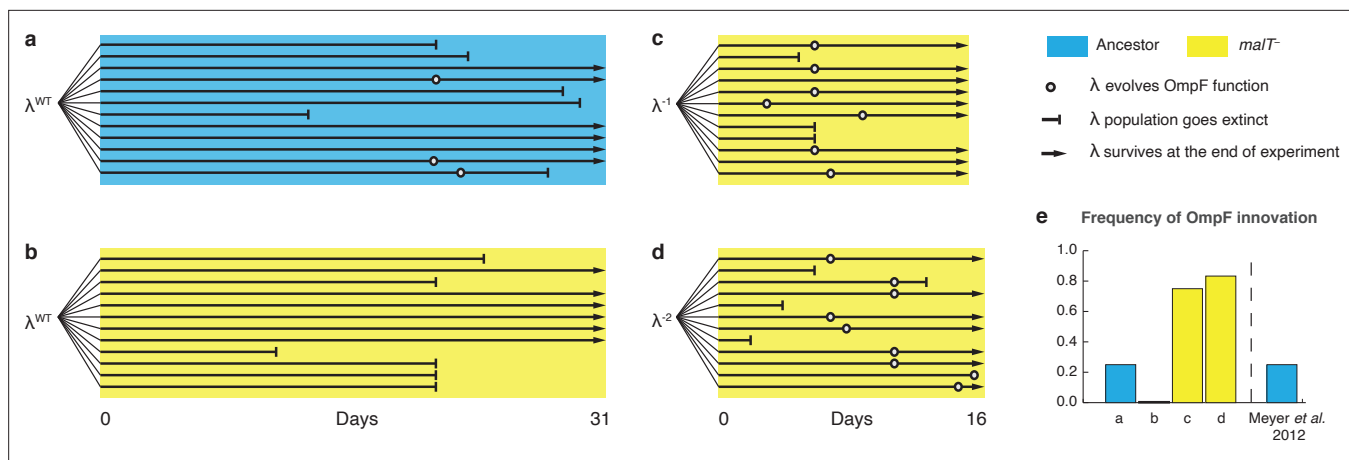 a
λWT
b
λWT
0 Days 31
c
λ-1
d
λ-2
0 Days 16
Ancestor malT–
λ evolves OmpF function
λ population goes extinct
λ survives at the end of experiment
e Frequency of OmpF innovation
1.0
0.8
0.6
0.4
0.2
0.0
a b c d Meyer et al.
2012